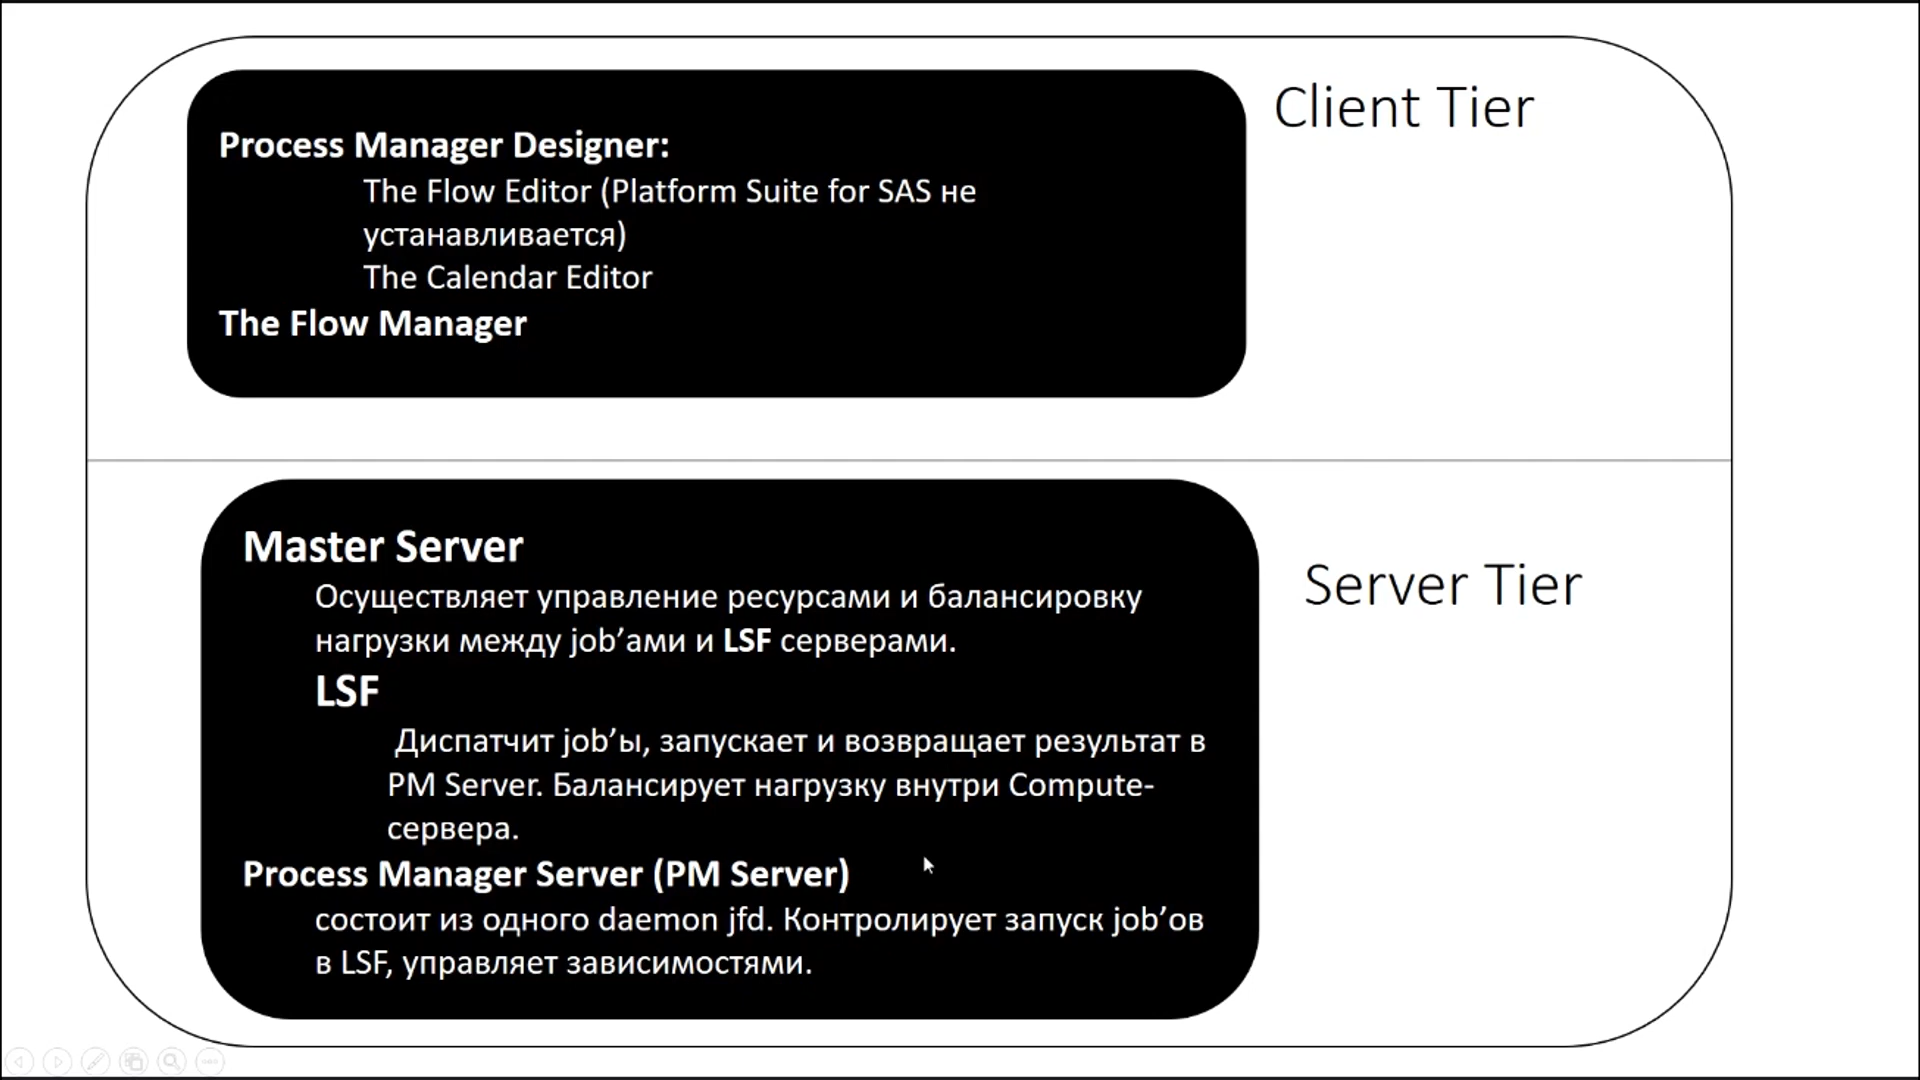 Client Tier
Process Manager Designer:
The Flow Editor (Platform Suite for SAS не
устанавливается)
The Calendar Editor
The Flow Manager
Server Tier
Master Server
Осуществляет управление ресурсами и балансировку
нагрузки между job’ами и LSF серверами.
LSF
Диспатчит job’ы, запускает и возвращает результат в
PM Server. Балансирует нагрузку внутри Compute-
сервера.
Process Manager Server (PM Server)
состоит из одного daemon jfd. Контролирует запуск job’ов
в LSF, управляет зависимостями.